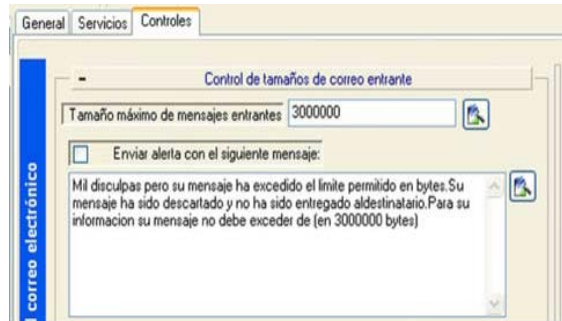 General Servicios Controles
- Control de tamaños de correo entrante
Tamaño máximo de mensajes entrantes 3000000
Enviar alerta con el siguiente mensaje:
Mil disculpas pero su mensaje ha excedido el limite permitido en bytes.Su
mensaje ha sido descartado y no ha sido entregado aldestinatario.Para su
informacion su mensaje no debe exceder de (en 3000000 bytes)
correo electrónico